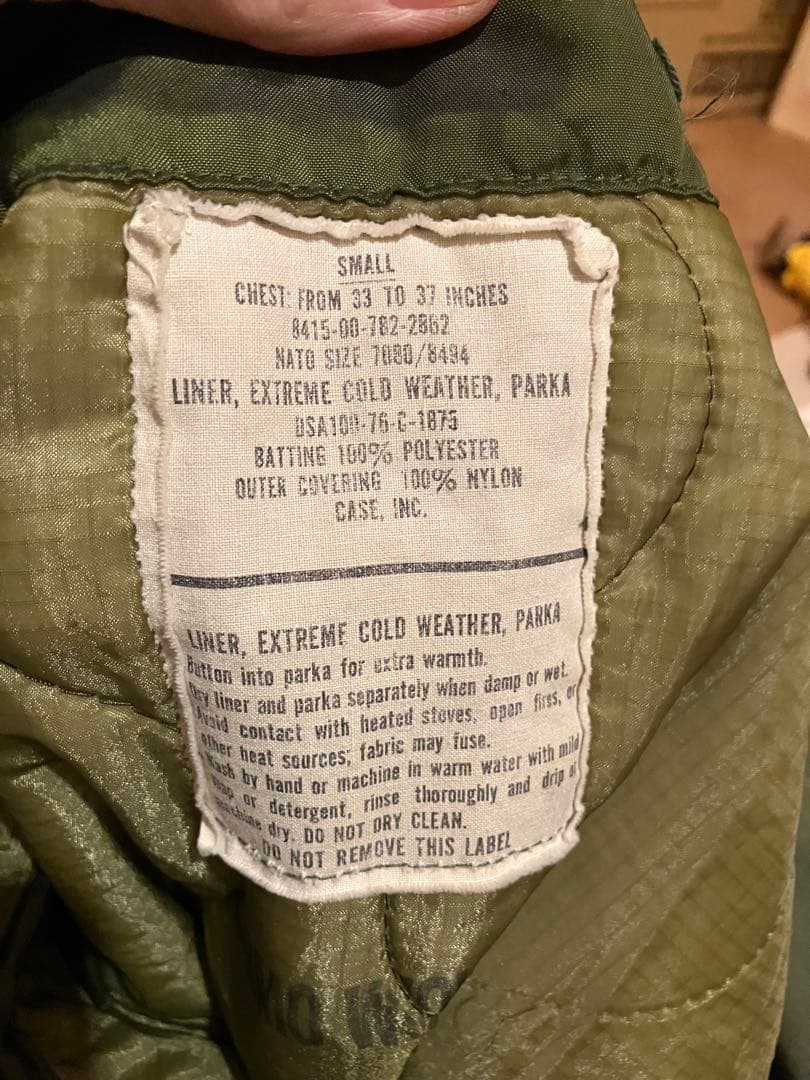 SMALL
CHEST: FROM 33 TO 37 INCHES
8415-00-782-2862
NATO SIZE 7080/8494
LINER, EXTREME COLD WEATHER, PARKA
DSA100-76-C-1875
BATTING 100% POLYESTER
OUTER COVERING 100% NYLON
CASE, INC.
LINER, EXTREME COLD WEATHER, PARKA
Button into parka for extra warmth.
Dry liner and parka separately when damp or wet.
Avoid contact with heated stoves, open fires, or
other heat sources; fabric may fuse.
Wash by hand or machine in warm water with mild
soap or detergent, rinse thoroughly and drip or
machine dry. DO NOT DRY CLEAN.
DO NOT REMOVE THIS LABEL